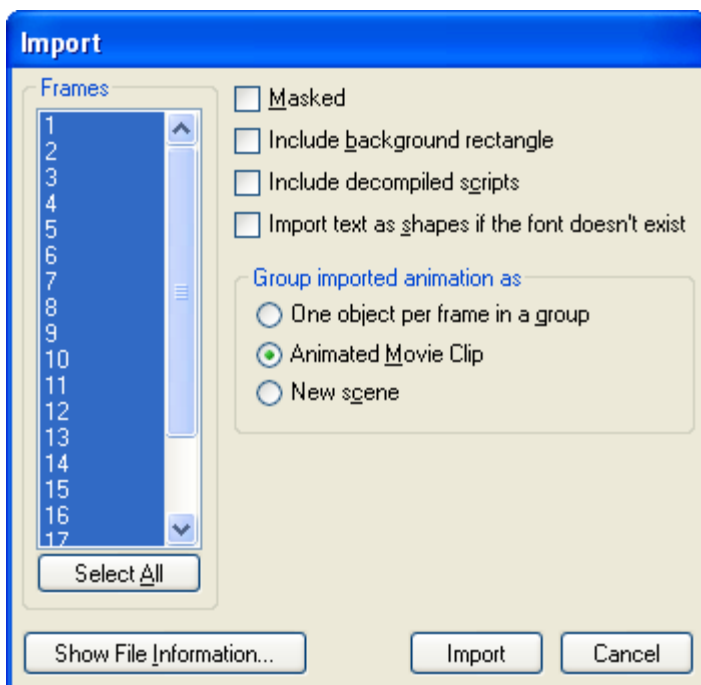 Import
Frames
1
2
3
4
5
6
7
8
9
10
11
12
13
14
15
16
17
Select All
Masked
Include background rectangle
Include decompiled scripts
Import text as shapes if the font doesn't exist
Group imported animation as
One object per frame in a group
Animated Movie Clip
New scene
Show File Information...
Import
Cancel